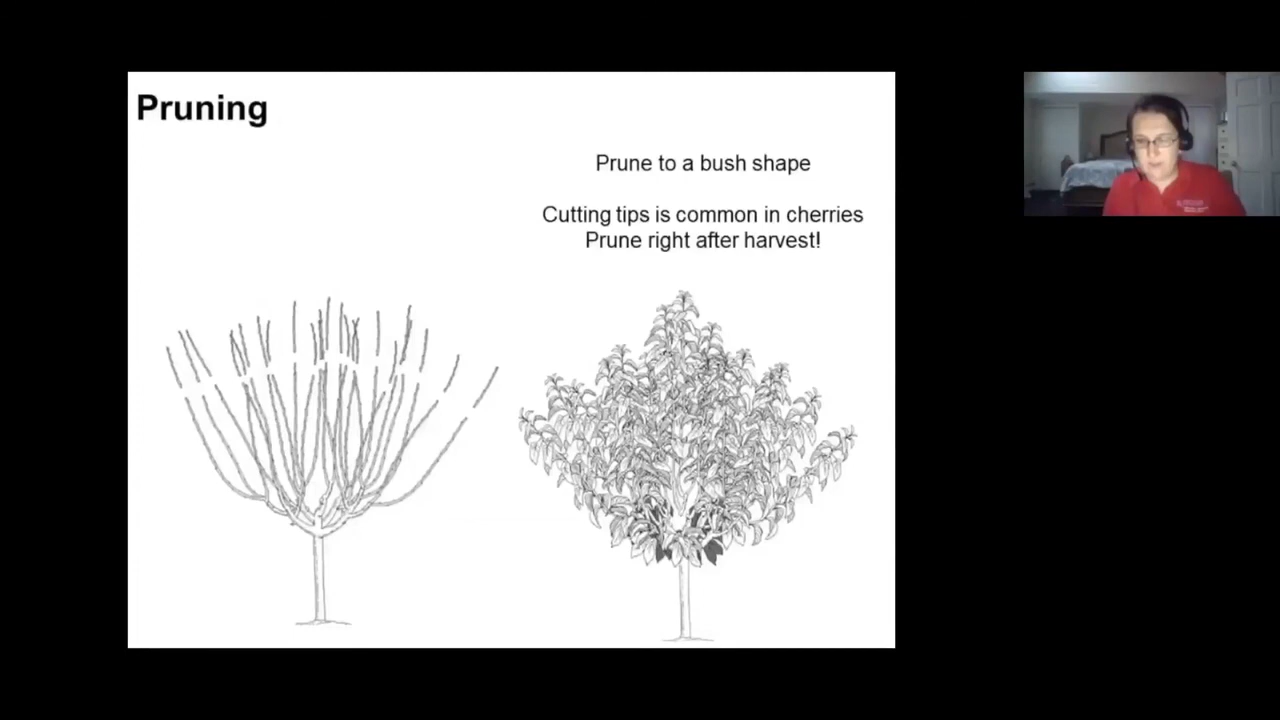 Pruning
Prune to a bush shape
Cutting tips is common in cherries
Prune right after harvest!